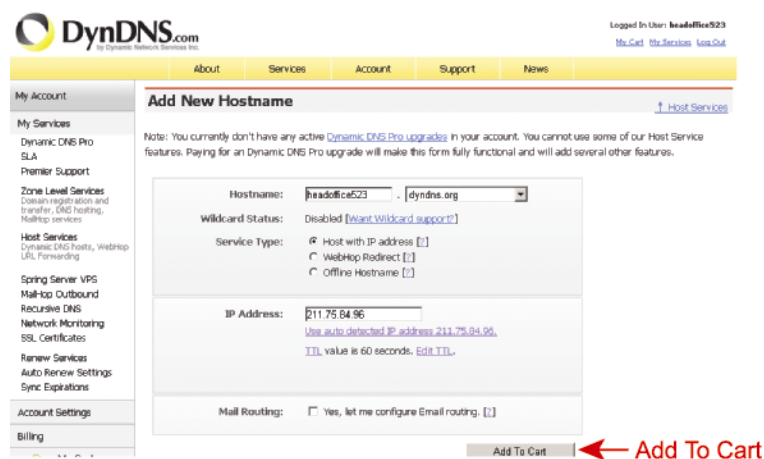 DynDNS.com
by Dynamic Network Services Inc.
Logged In User: headoffice523
My Cart My Services Log Out
About Services Account Support News
My Account
My Services
Dynamic DNS Pro
SLA
Premier Support
Zone Level Services
Domain registration and
transfer, DNS hosting,
MailHop services
Host Services
Dynamic DNS hosts, WebHop
URL Forwarding
Spring Server VPS
MailHop Outbound
Recursive DNS
Network Monitoring
SSL Certificates
Renew Services
Auto Renew Settings
Sync Expirations
Account Settings
Billing
Add New Hostname
↑ Host Services
Note: You currently don't have any active Dynamic DNS Pro upgrades in your account. You cannot use some of our Host Service
features. Paying for an Dynamic DNS Pro upgrade will make this form fully functional and will add several other features.
Hostname: headoffice523 . dyndns.org
Wildcard Status: Disabled [Want Wildcard support?]
Service Type: Host with IP address [?]
WebHop Redirect [?]
Offline Hostname [?]
IP Address: 211.75.84.96
Use auto detected IP address 211.75.84.96.
TTL value is 60 seconds. Edit TTL.
Mail Routing: Yes, let me configure Email routing. [?]
Add To Cart
Add To Cart